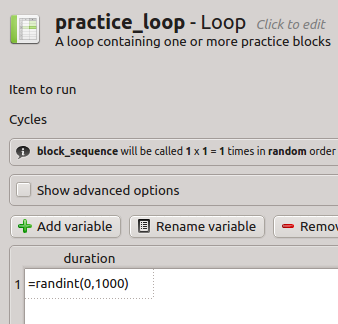 practice_loop - Loop Click to edit
A loop containing one or more practice blocks
Item to run
Cycles
block_sequence will be called 1 x 1 = 1 times in random order
Show advanced options
Add variable Rename variable Remov
duration
1 =randint(0,1000)